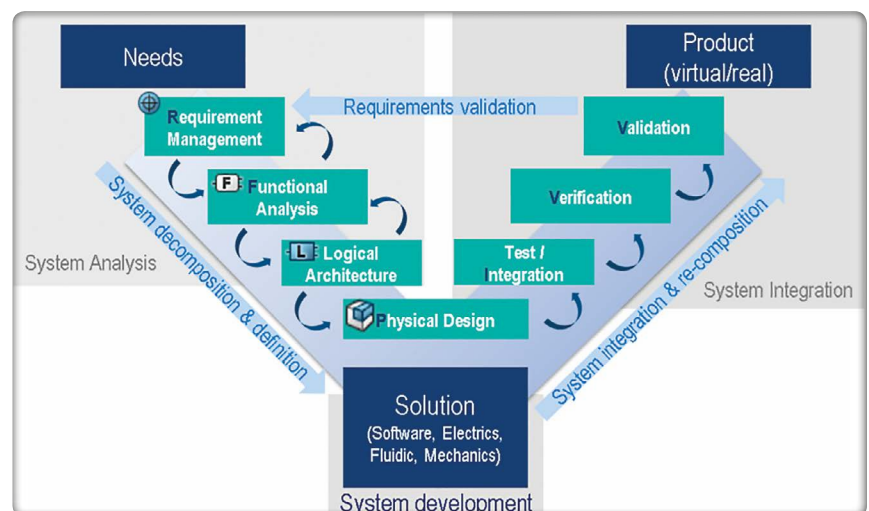 Needs
Product
(virtual/real)
Requirements validation
Requirement
Management
Validation
F
Functional
Analysis
Verification
System decomposition & definition
System Analysis
L
Logical
Architecture
Test /
Integration
System integration & re-composition
System Integration
Physical Design
Solution
(Software, Electrics,
Fluidic, Mechanics)
System development